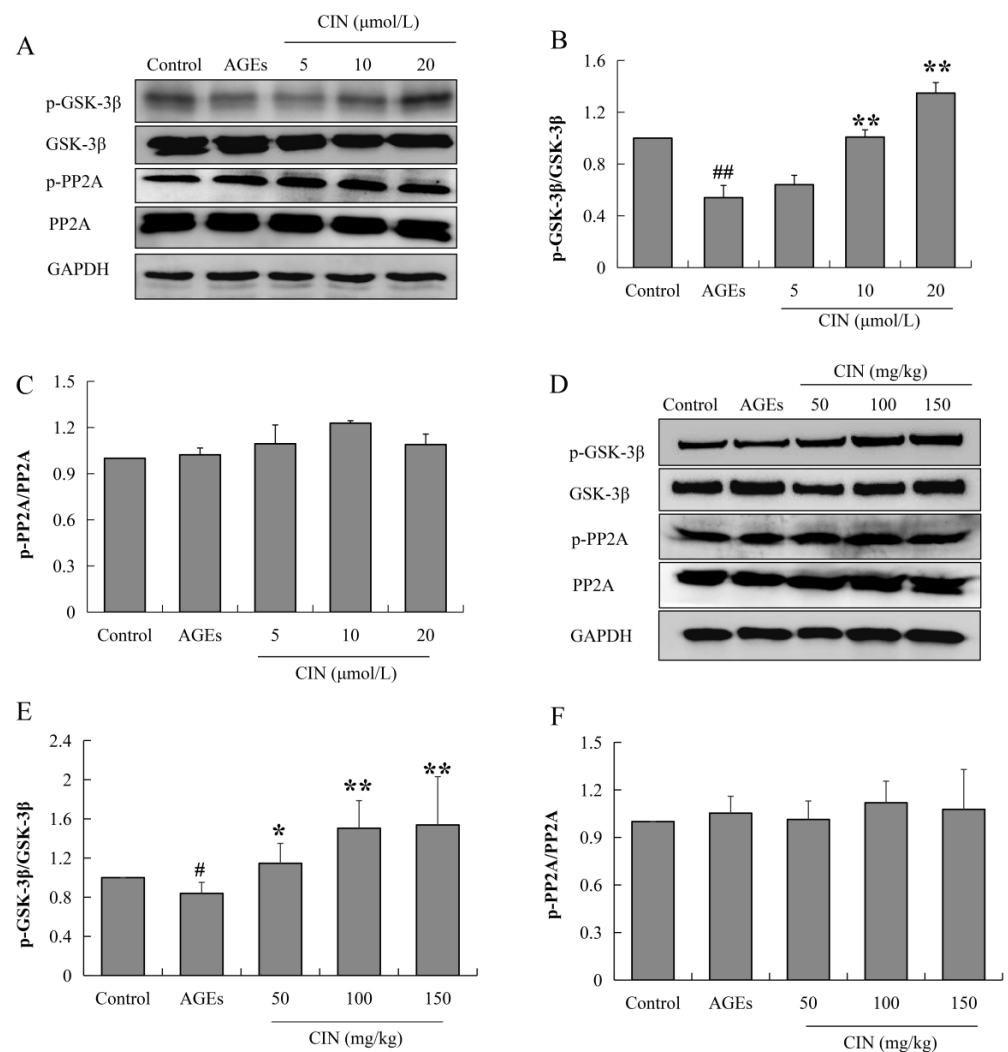 A
CIN (μmol/L)
Control AGEs 5 10 20
p-GSK-3β
GSK-3β
p-PP2A
PP2A
GAPDH
B
p-GSK-3β/GSK-3β
1.6
1.2
0.8
0.4
0
##
**
**
Control AGEs 5 10 20
CIN (μmol/L)
C
p-PP2A/PP2A
1.5
1.2
0.9
0.6
0.3
0
Control AGEs 5 10 20
CIN (μmol/L)
D
CIN (mg/kg)
Control AGEs 50 100 150
p-GSK-3β
GSK-3β
p-PP2A
PP2A
GAPDH
E
p-GSK-3β/GSK-3β
2.4
2
1.6
1.2
0.8
0.4
0
#
*
**
**
Control AGEs 50 100 150
CIN (mg/kg)
F
p-PP2A/PP2A
1.5
1.2
0.9
0.6
0.3
0
Control AGEs 50 100 150
CIN (mg/kg)